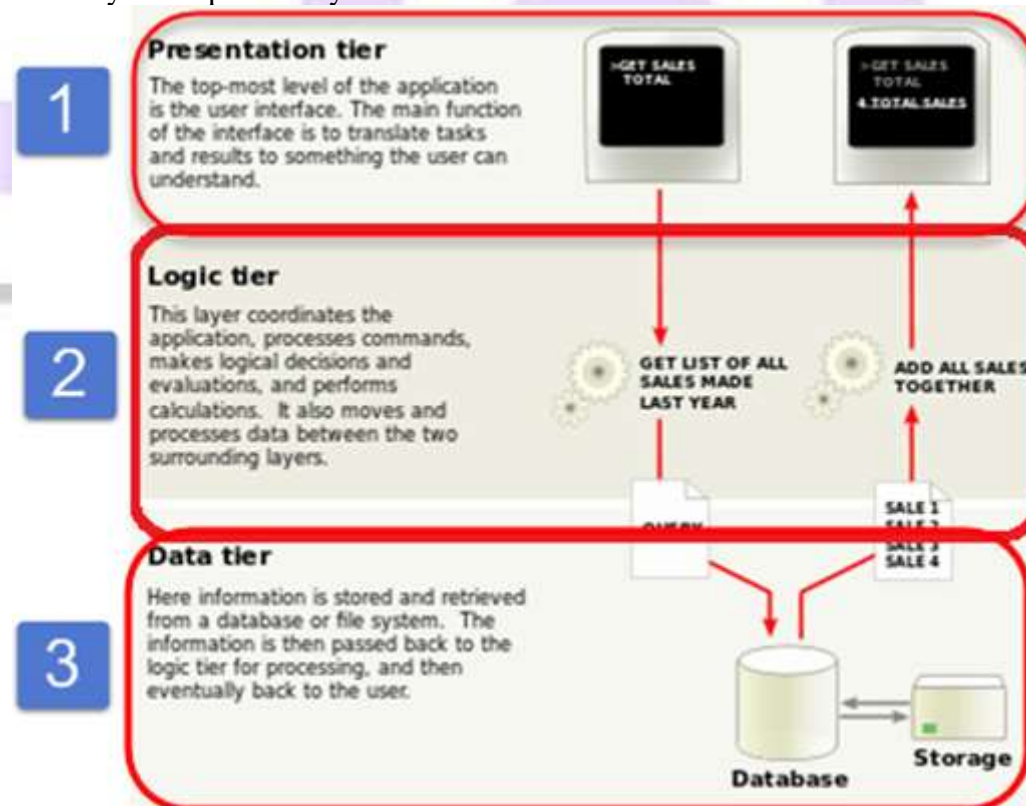 1
Presentation tier
The top-most level of the application
is the user interface. The main function
of the interface is to translate tasks
and results to something the user can
understand.
>GET SALES
TOTAL
>GET SALES
TOTAL
4 TOTAL SALES
2
Logic tier
This layer coordinates the
application, processes commands,
makes logical decisions and
evaluations, and performs
calculations. It also moves and
processes data between the two
surrounding layers.
GET LIST OF ALL
SALES MADE
LAST YEAR
ADD ALL SALES
TOGETHER
QUERY
SALE 1
SALE 2
SALE 3
SALE 4
3
Data tier
Here information is stored and retrieved
from a database or file system. The
information is then passed back to the
logic tier for processing, and then
eventually back to the user.
Database
Storage